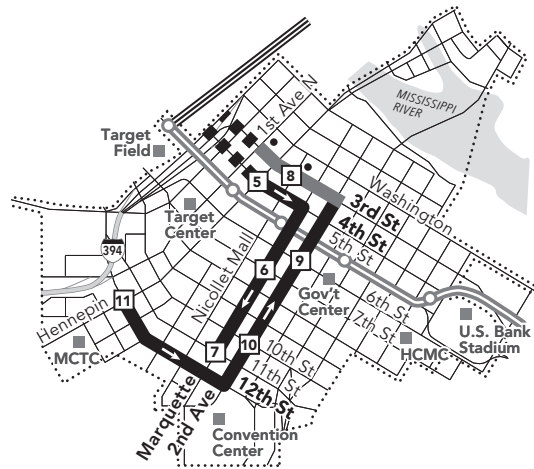 MISSISSIPPI
RIVER
1st Ave N
Target
Field
8
5
Washington
3rd St
4th St
5th St
Target
Center
394
Nicollet Mall
6
9
Gov't
Center
6th St
7th St
U.S. Bank
Stadium
HCMC
11
Hennepin
MCTC
7
10
10th St
11th St
12th St
Marquette
2nd Ave
Convention
Center